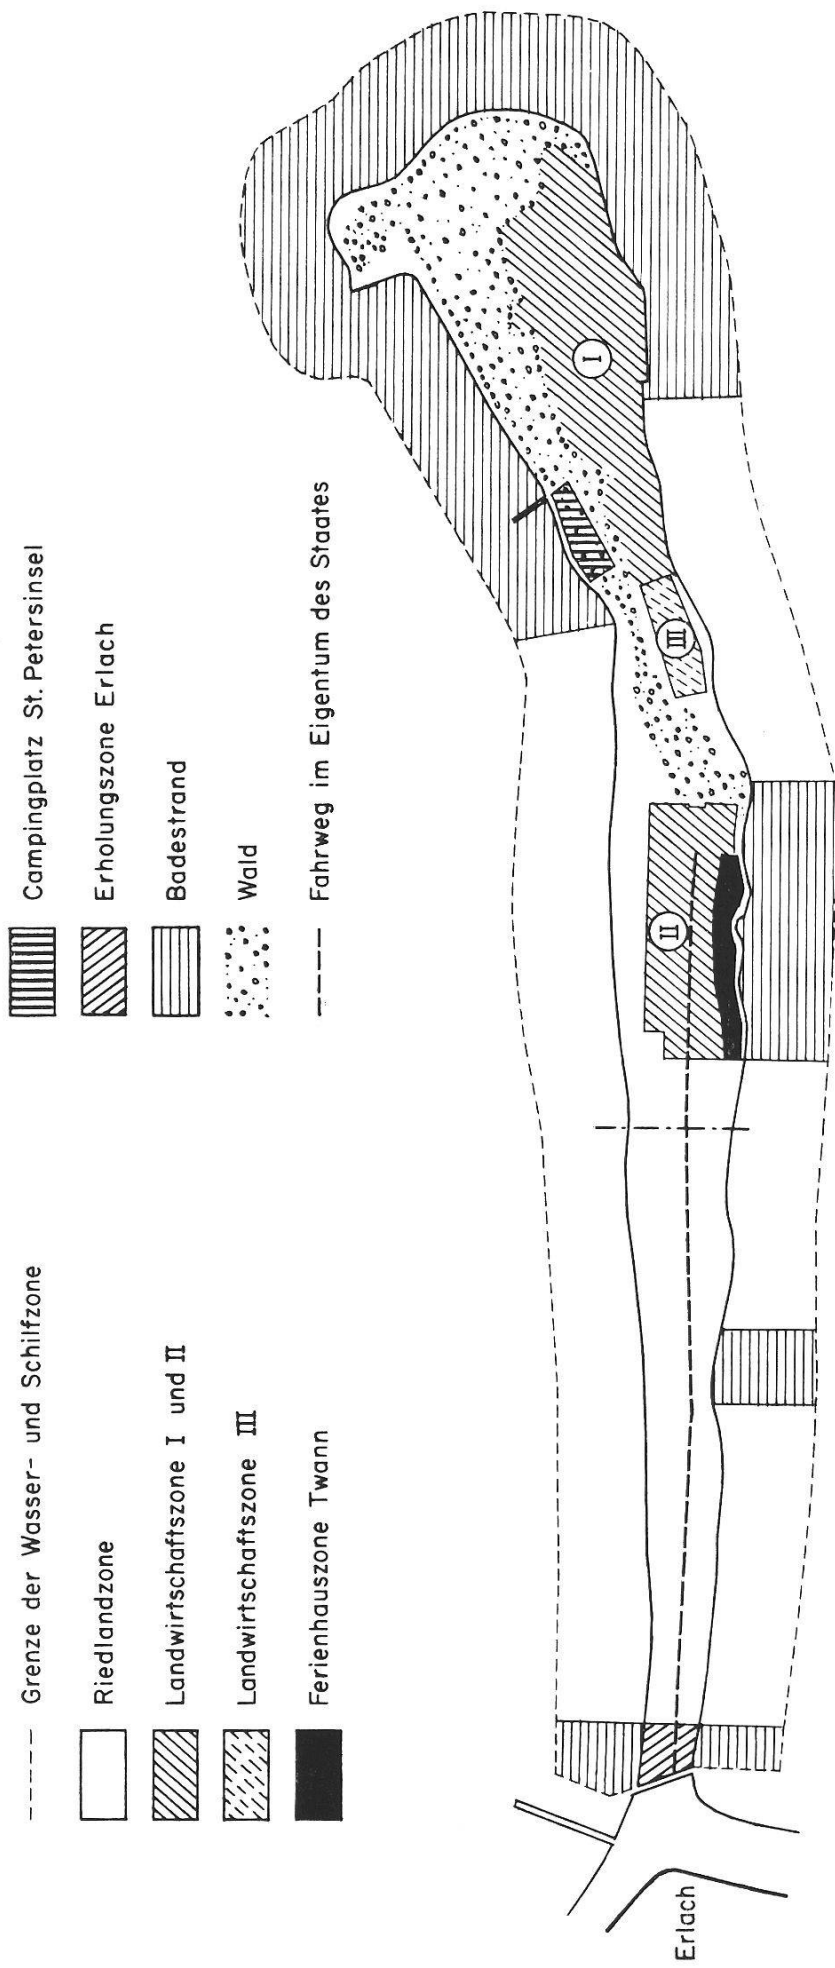 Grenze der Wasser- und Schilfzone
Riedlandzone
Landwirtschaftszone I und II
Landwirtschaftszone III
Ferienhauszone Twann
Campingplatz St. Petersinsel
Erholungszone Erlach
Badestrand
Wald
Fahrweg im Eigentum des Staates
Erlach
II
III
I